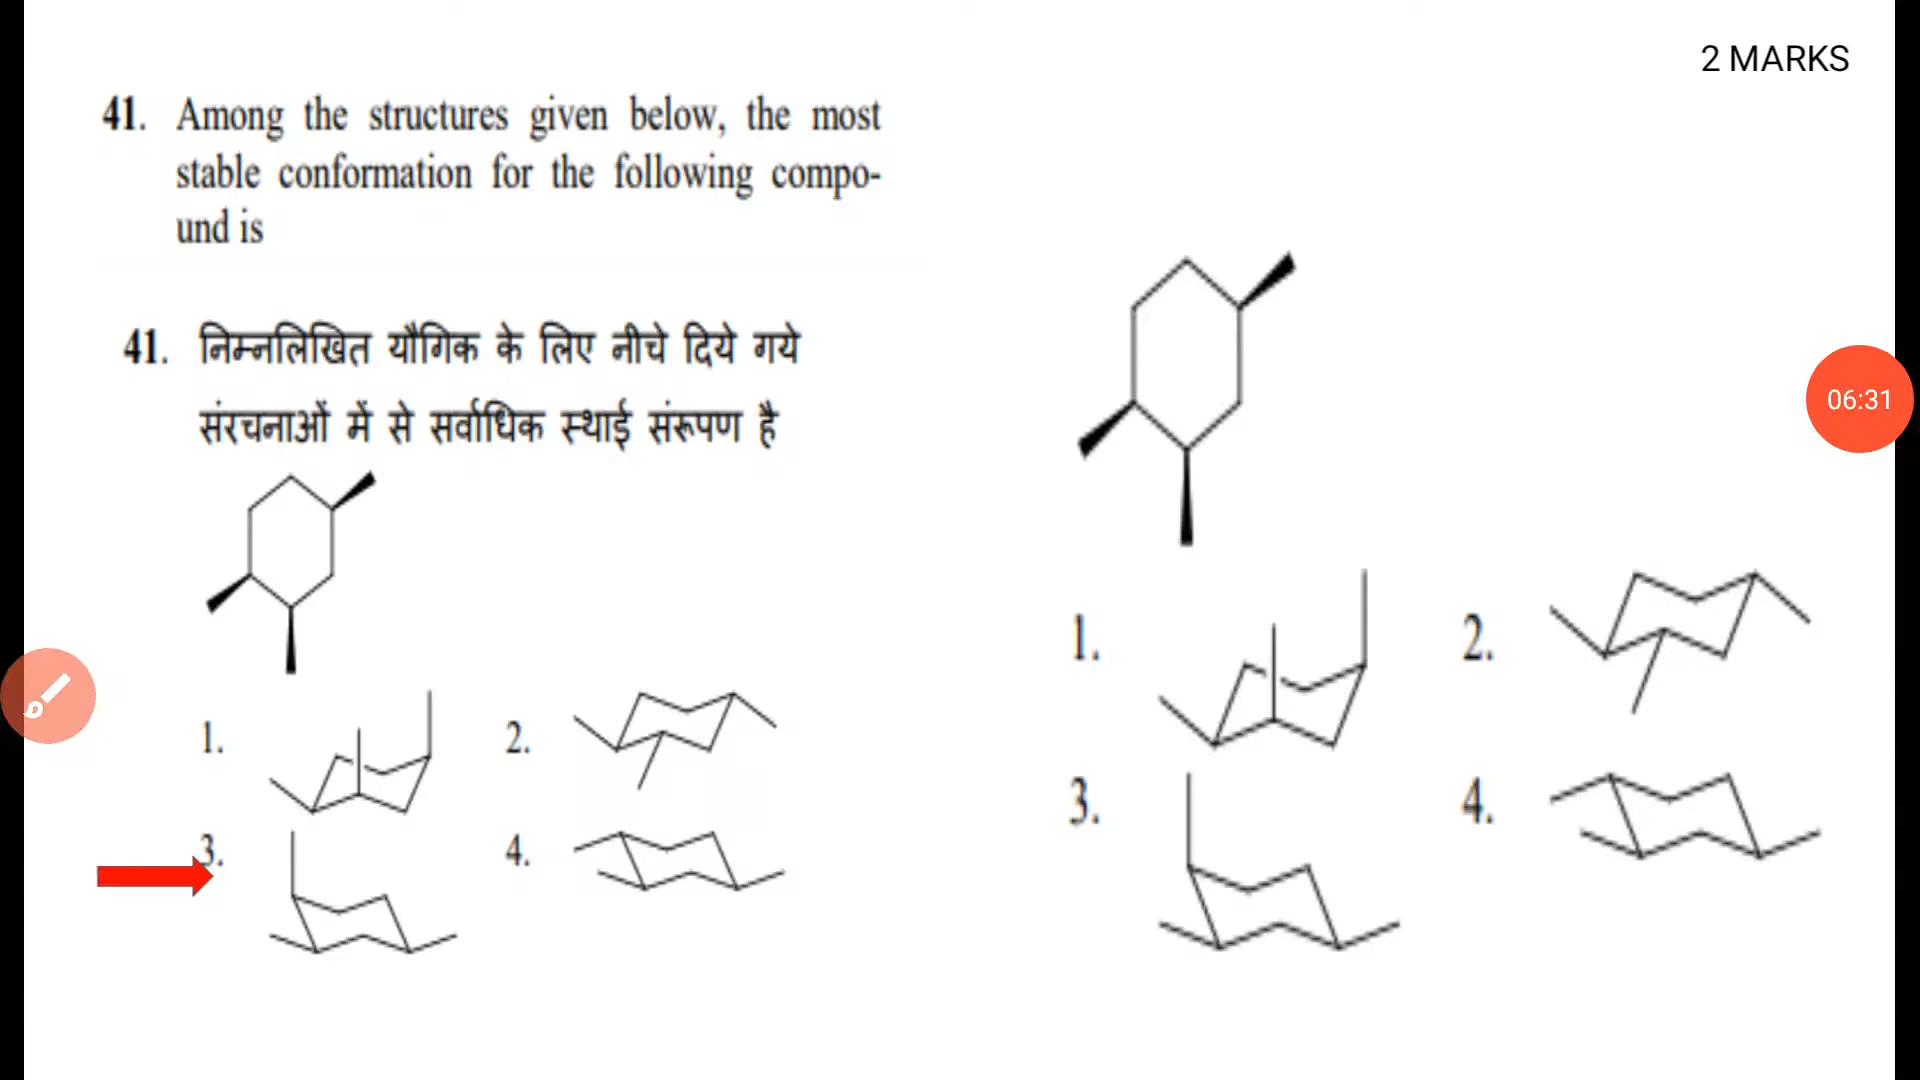 2 MARKS
41. Among the structures given below, the most
stable conformation for the following compo-
und is
41. निम्नलिखित यौगिक के लिए नीचे दिये गये
संरचनाओं में से सर्वाधिक स्थाई संरूपण है
1. 2.
3. 4.
1. 2.
3. 4.
06:31